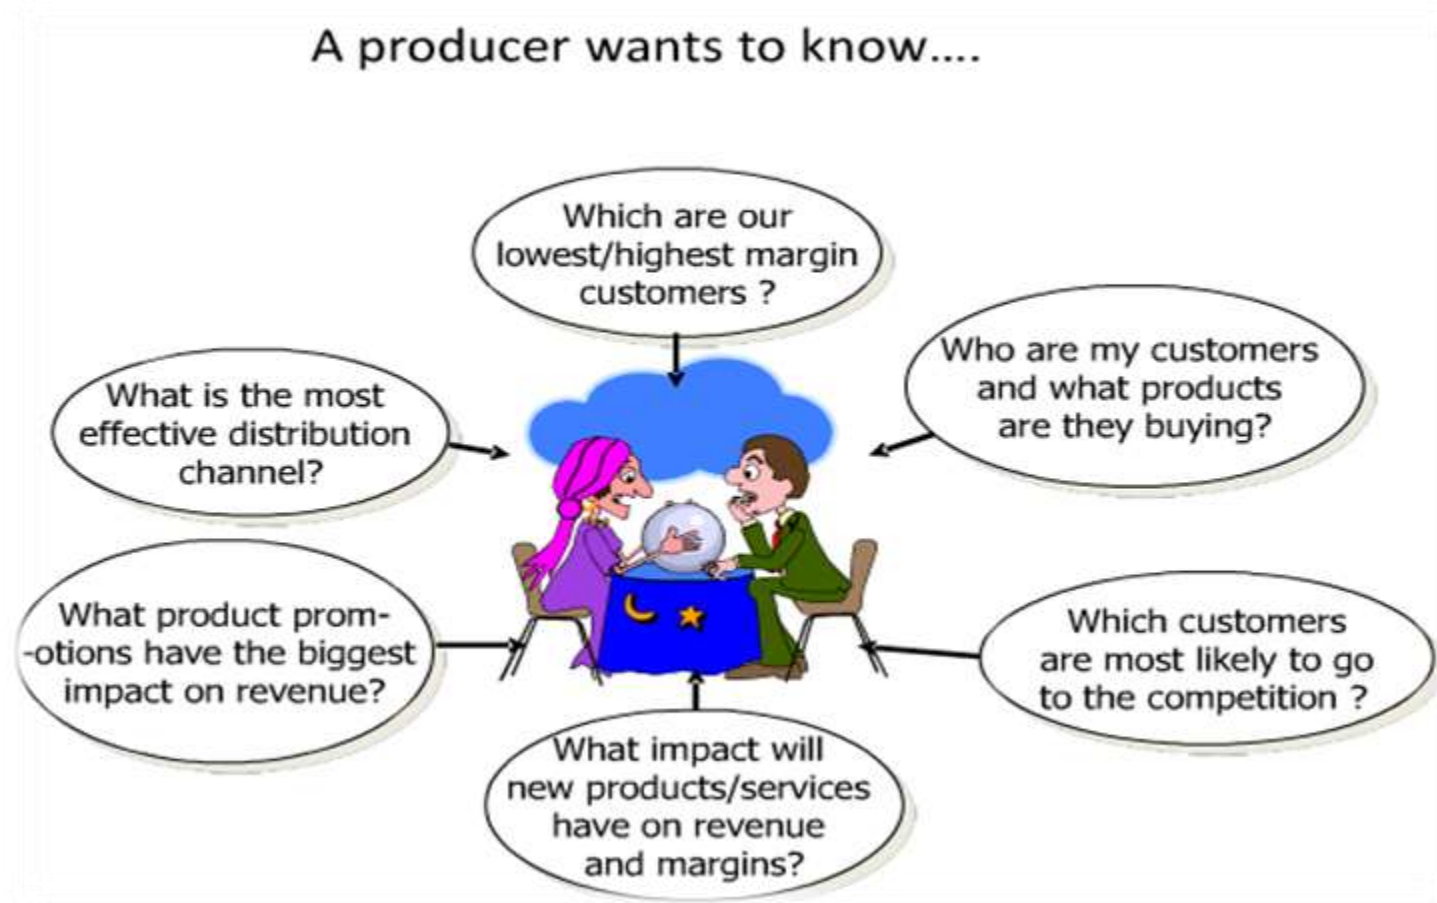 A producer wants to know....
Which are our
lowest/highest margin
customers ?
Who are my customers
and what products
are they buying?
What is the most
effective distribution
channel?
What product prom-
-otions have the biggest
impact on revenue?
Which customers
are most likely to go
to the competition ?
What impact will
new products/services
have on revenue
and margins?